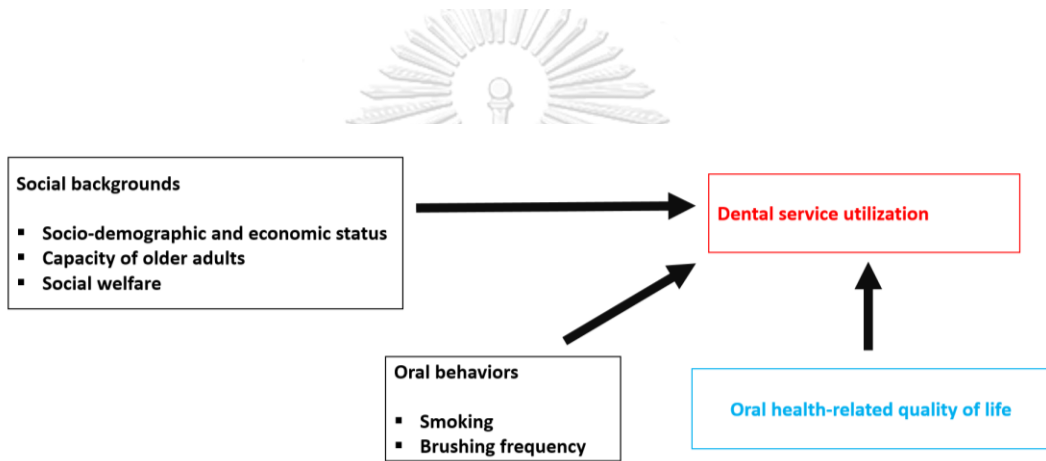 Social backgrounds
▪ Socio-demographic and economic status
▪ Capacity of older adults
▪ Social welfare
Dental service utilization
Oral behaviors
▪ Smoking
▪ Brushing frequency
Oral health-related quality of life